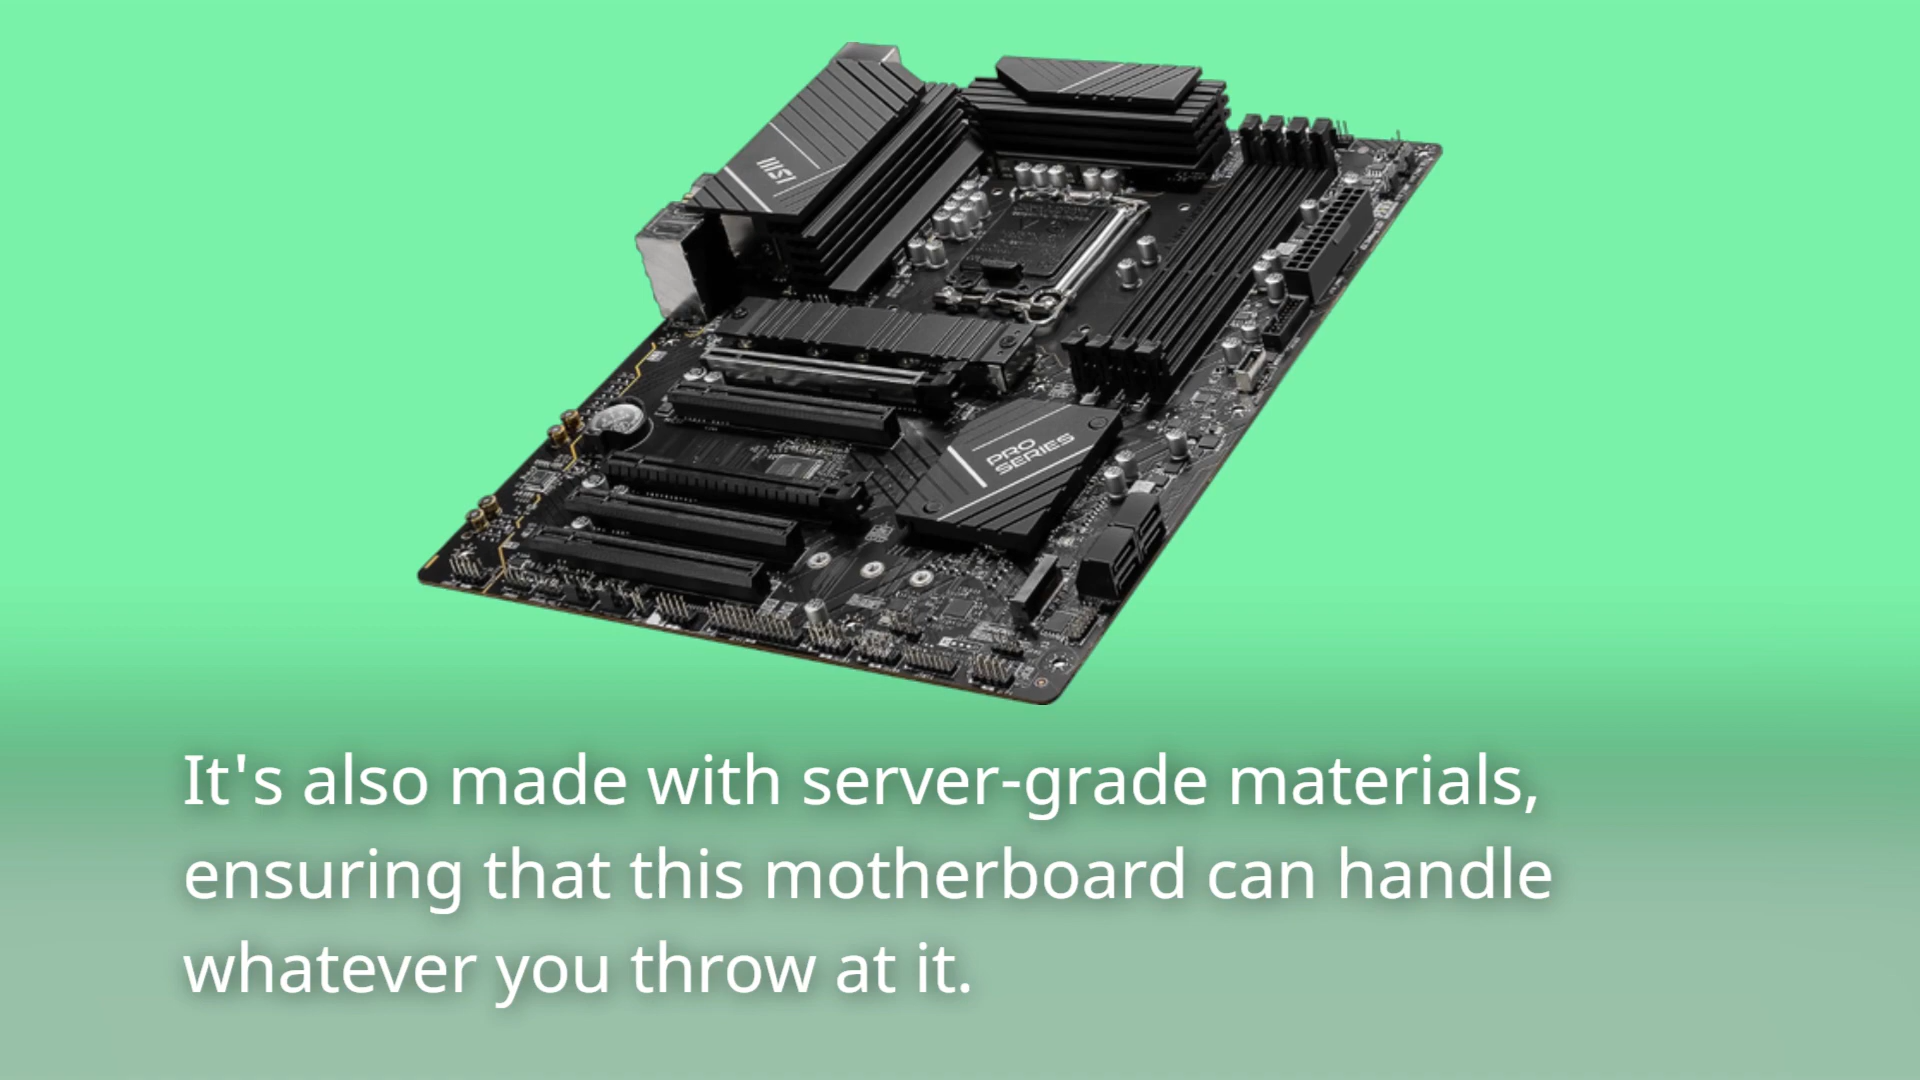 MSI
PRO
SERIES
It's also made with server-grade materials,
ensuring that this motherboard can handle
whatever you throw at it.